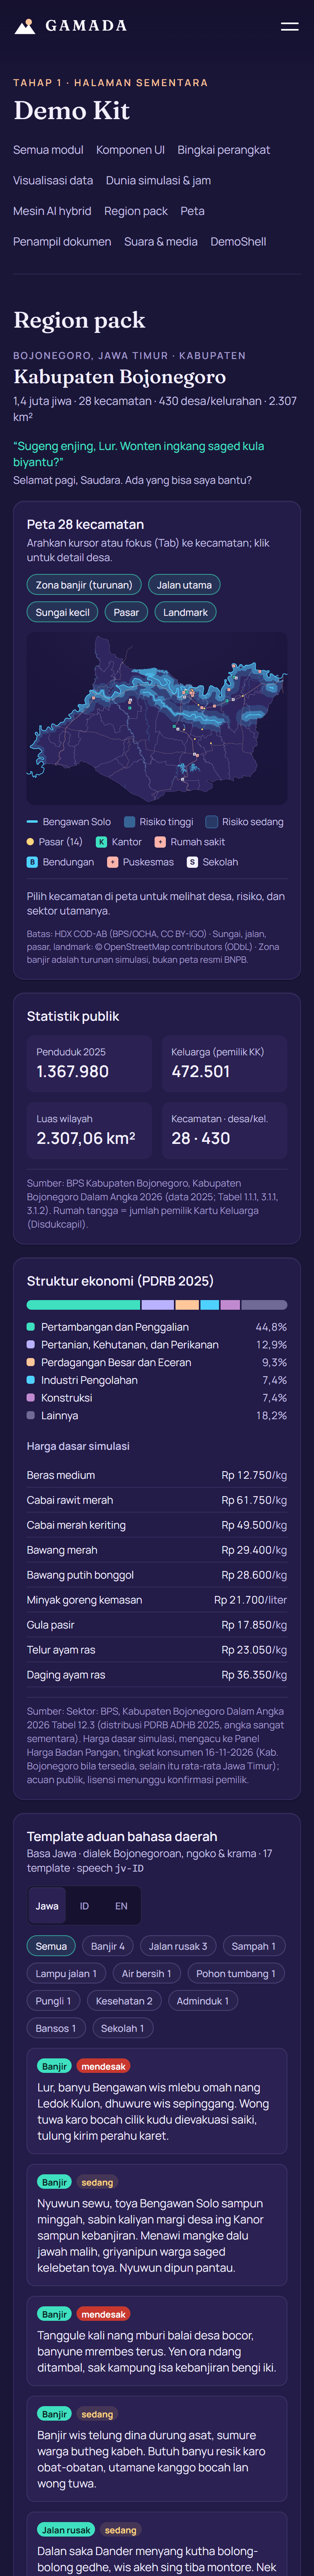 GAMADA
TAHAP 1 · HALAMAN SEMENTARA
Demo Kit
Semua modul Komponen UI Bingkai perangkat
Visualisasi data Dunia simulasi & jam
Mesin AI hybrid Region pack Peta
Penampil dokumen Suara & media DemoShell
Region pack
BOJONEGORO, JAWA TIMUR · KABUPATEN
Kabupaten Bojonegoro
1,4 juta jiwa · 28 kecamatan · 430 desa/kelurahan · 2.307
km²
“Sugeng enjing, Lur. Wonten ingkang saged kula
biyantu?”
Selamat pagi, Saudara. Ada yang bisa saya bantu?
Peta 28 kecamatan
Arahkan kursor atau fokus (Tab) ke kecamatan; klik
untuk detail desa.
Zona banjir (turunan) Jalan utama
Sungai kecil Pasar Landmark
Bengawan Solo Risiko tinggi Risiko sedang
Pasar (14) K Kantor + Rumah sakit
B Bendungan + Puskesmas S Sekolah
Pilih kecamatan di peta untuk melihat desa, risiko, dan
sektor utamanya.
Batas: HDX COD-AB (BPS/OCHA, CC BY-IGO) · Sungai, jalan,
pasar, landmark: © OpenStreetMap contributors (ODbL) · Zona
banjir adalah turunan simulasi, bukan peta resmi BNPB.
Statistik publik
Penduduk 2025
1.367.980
Keluarga (pemilik KK)
472.501
Luas wilayah
2.307,06 km²
Kecamatan · desa/kel.
28 · 430
Sumber: BPS Kabupaten Bojonegoro, Kabupaten
Bojonegoro Dalam Angka 2026 (data 2025; Tabel 1.1.1, 3.1.1,
3.1.2). Rumah tangga = jumlah pemilik Kartu Keluarga
(Disdukcapil).
Struktur ekonomi (PDRB 2025)
Pertambangan dan Penggalian 44,8%
Pertanian, Kehutanan, dan Perikanan 12,9%
Perdagangan Besar dan Eceran 9,3%
Industri Pengolahan 7,4%
Konstruksi 7,4%
Lainnya 18,2%
Harga dasar simulasi
Beras medium Rp 12.750/kg
Cabai rawit merah Rp 61.750/kg
Cabai merah keriting Rp 49.500/kg
Bawang merah Rp 29.400/kg
Bawang putih bonggol Rp 28.600/kg
Minyak goreng kemasan Rp 21.700/liter
Gula pasir Rp 17.850/kg
Telur ayam ras Rp 23.050/kg
Daging ayam ras Rp 36.350/kg
Sumber: Sektor: BPS, Kabupaten Bojonegoro Dalam Angka
2026 Tabel 12.3 (distribusi PDRB ADHB 2025, angka sangat
sementara). Harga dasar simulasi, mengacu ke Panel
Harga Badan Pangan, tingkat konsumen 16-11-2026 (Kab.
Bojonegoro bila tersedia, selain itu rata-rata Jawa Timur);
acuan publik, lisensi menunggu konfirmasi pemilik.
Template aduan bahasa daerah
Basa Jawa · dialek Bojonegoroan, ngoko & krama · 17
template · speech jv-ID
Jawa ID EN
Semua Banjir 4 Jalan rusak 3 Sampah 1
Lampu jalan 1 Air bersih 1 Pohon tumbang 1
Pungli 1 Kesehatan 2 Adminduk 1
Bansos 1 Sekolah 1
Banjir mendesak
Lur, banyu Bengawan wis mlebu omah nang
Ledok Kulon, dhuwure wis sepinggang. Wong
tuwa karo bocah cilik kudu dievakuasi saiki,
tulung kirim perahu karet.
Banjir sedang
Nyuwun sewu, toya Bengawan Solo sampun
minggah, sabin kaliyan margi desa ing Kanor
sampun kebanjiran. Menawi mangke dalu
jawah malih, griyanipun warga saged
kelebetan toya. Nyuwun dipun pantau.
Banjir mendesak
Tanggule kali nang mburi balai desa bocor,
banyune mrembes terus. Yen ora ndang
ditambal, sak kampung isa kebanjiran bengi iki.
Banjir sedang
Banjir wis telung dina durung asat, sumure
warga butheg kabeh. Butuh banyu resik karo
obat-obatan, utamane kanggo bocah lan
wong tuwa.
Jalan rusak sedang
Dalan saka Dander menyang kutha bolong-
bolong gedhe, wis akeh sing tiba montore. Nek